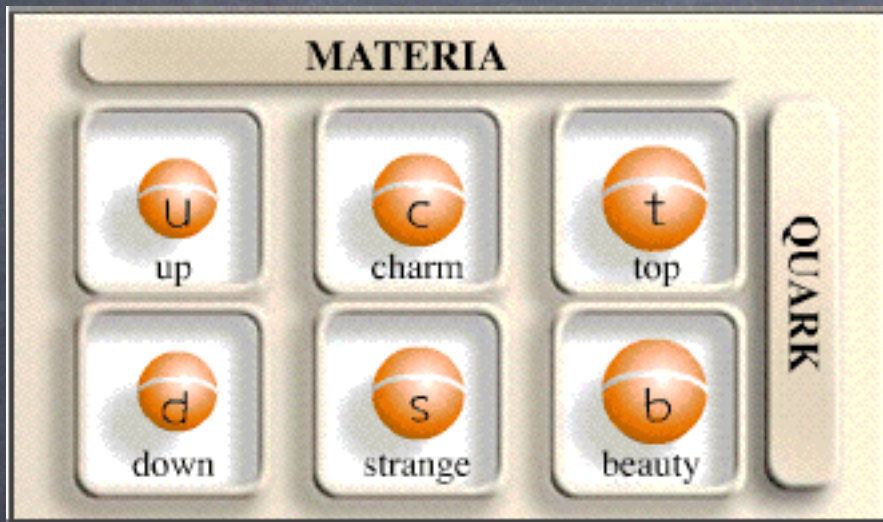 MATERIA
u c t
up charm top
d s b
down strange beauty
QUARK